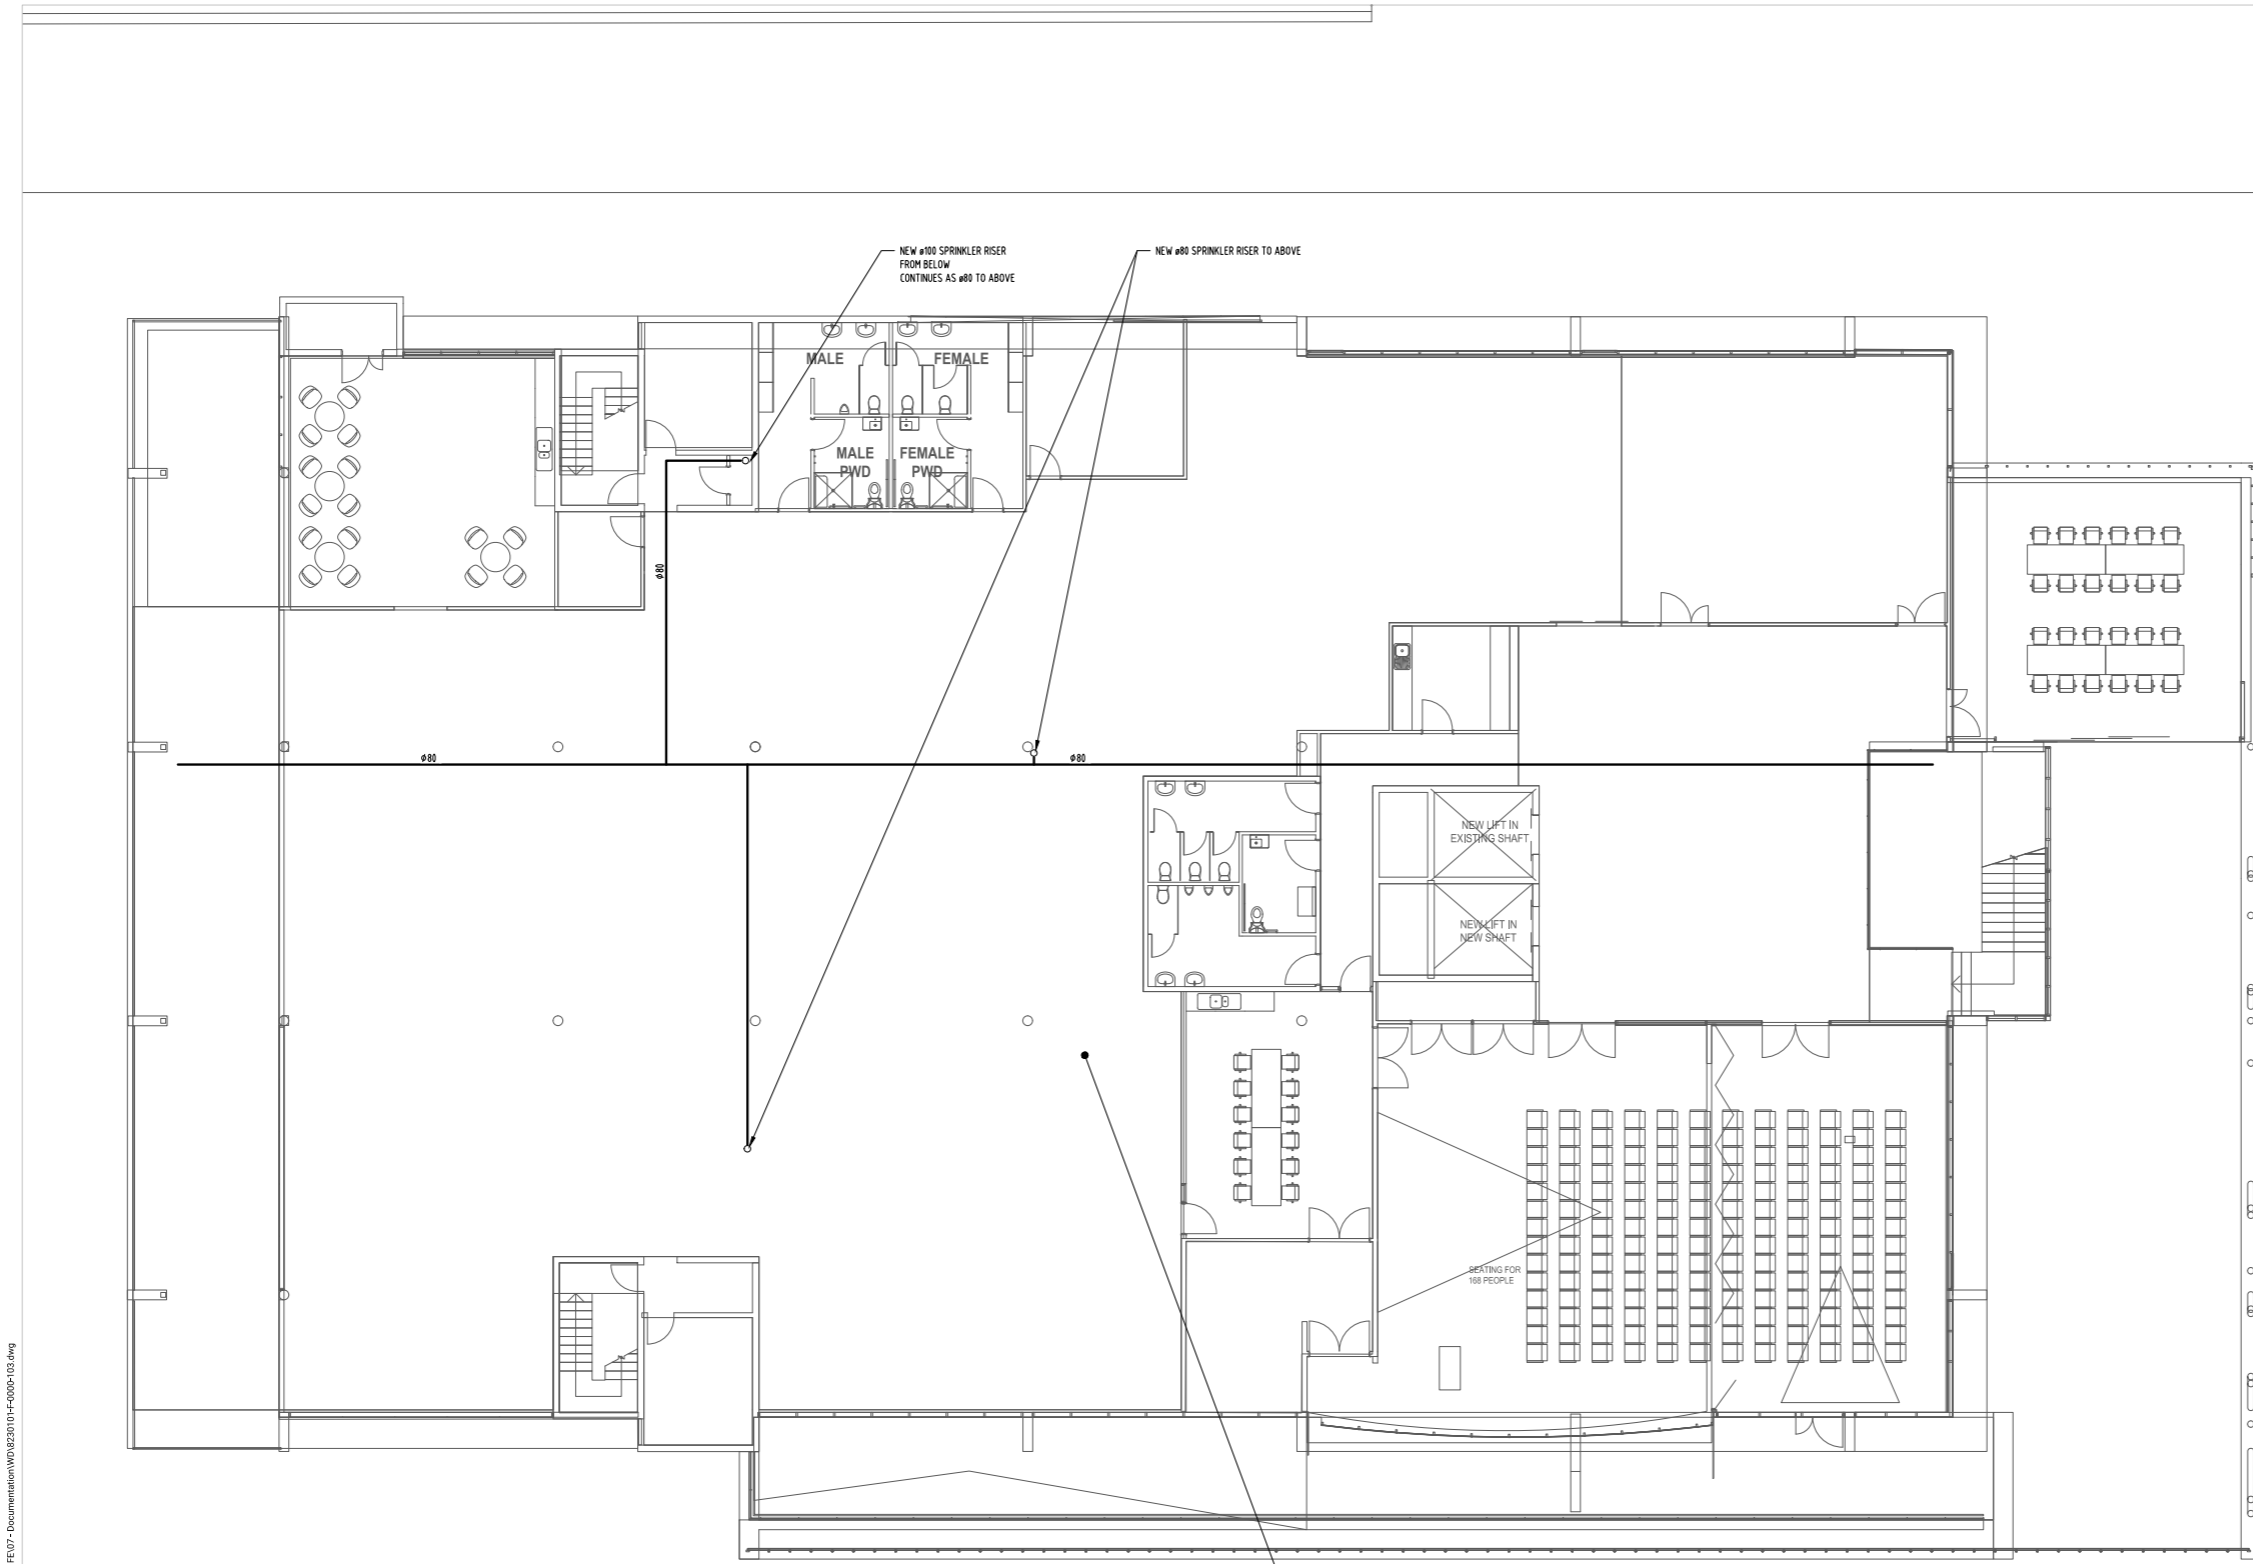 NEW ø100 SPRINKLER RISER
FROM BELOW
CONTINUES AS ø80 TO ABOVE
NEW ø80 SPRINKLER RISER TO ABOVE
MALE
FEMALE
MALE
PWD
FEMALE
PWD
ø80
ø80
ø80
NEW LIFT IN
EXISTING SHAFT
NEW LIFT IN
NEW SHAFT
SEATING FOR
168 PEOPLE
FE\07 - Documentation\WD\8230101-F-0000-103.dwg